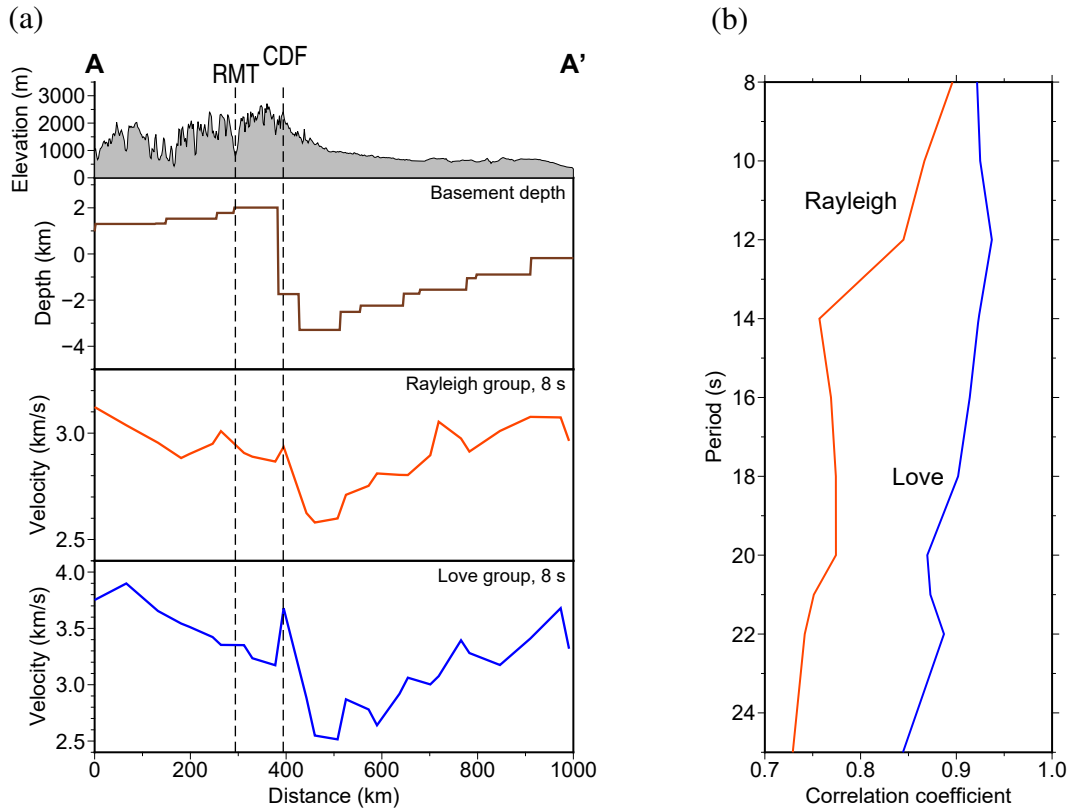 (a)
(b)
A
RMT
CDF
A’
Elevation (m)
3000
2000
1000
0
Basement depth
Depth (km)
2
0
−2
−4
Rayleigh group, 8 s
Velocity (km/s)
3.0
2.5
Love group, 8 s
Velocity (km/s)
4.0
3.5
3.0
2.5
0 200 400 600 800 1000
Distance (km)
Period (s)
8
10
12
14
16
18
20
22
24
Rayleigh
Love
0.7 0.8 0.9 1.0
Correlation coefficient